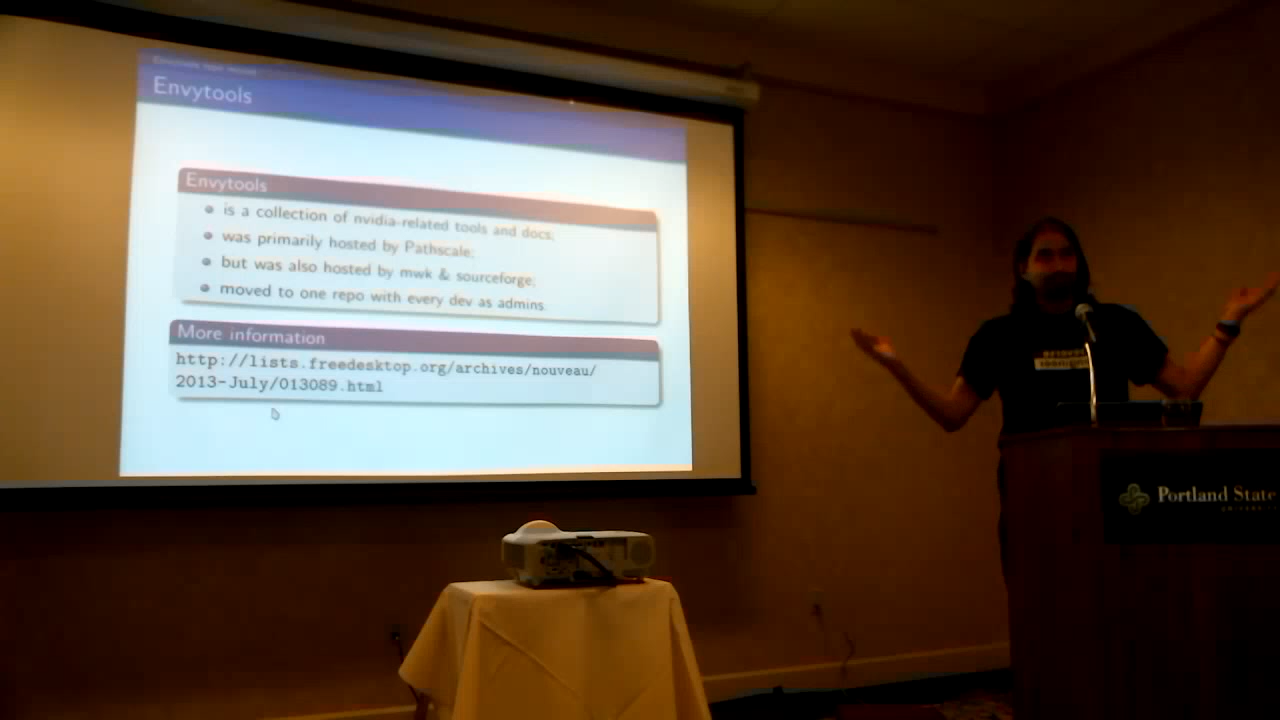 Envytools
Envytools
is a collection of nvidia-related tools and docs;
was primarily hosted by Pathscale;
but was also hosted by mwk & sourceforge;
moved to one repo with every dev as admins.
More information
http://lists.freedesktop.org/archives/nouveau/
2013-July/013089.html
Portland State